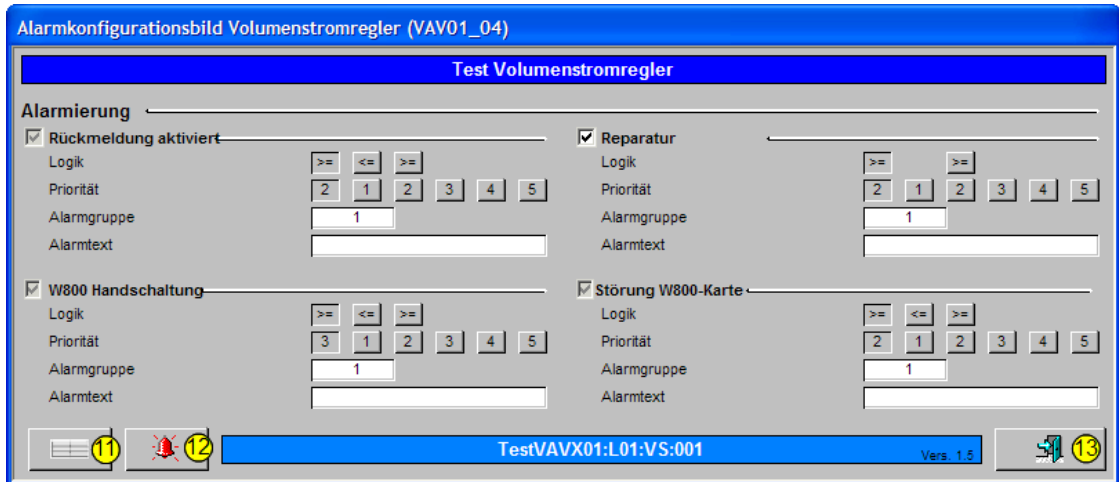 Alarmkonfigurationsbild Volumenstromregler (VAV01_04)
Test Volumenstromregler
Alarmierung
Rückmeldung aktiviert
Logik >= <= >=
Priorität 2 1 2 3 4 5
Alarmgruppe 1
Alarmtext
Reparatur
Logik >= >=
Priorität 2 1 2 3 4 5
Alarmgruppe 1
Alarmtext
W800 Handschaltung
Logik >= <= >=
Priorität 3 1 2 3 4 5
Alarmgruppe 1
Alarmtext
Störung W800-Karte
Logik >= <= >=
Priorität 2 1 2 3 4 5
Alarmgruppe 1
Alarmtext
11 12 TestVAVX01:L01:VS:001 Vers. 1.5 13